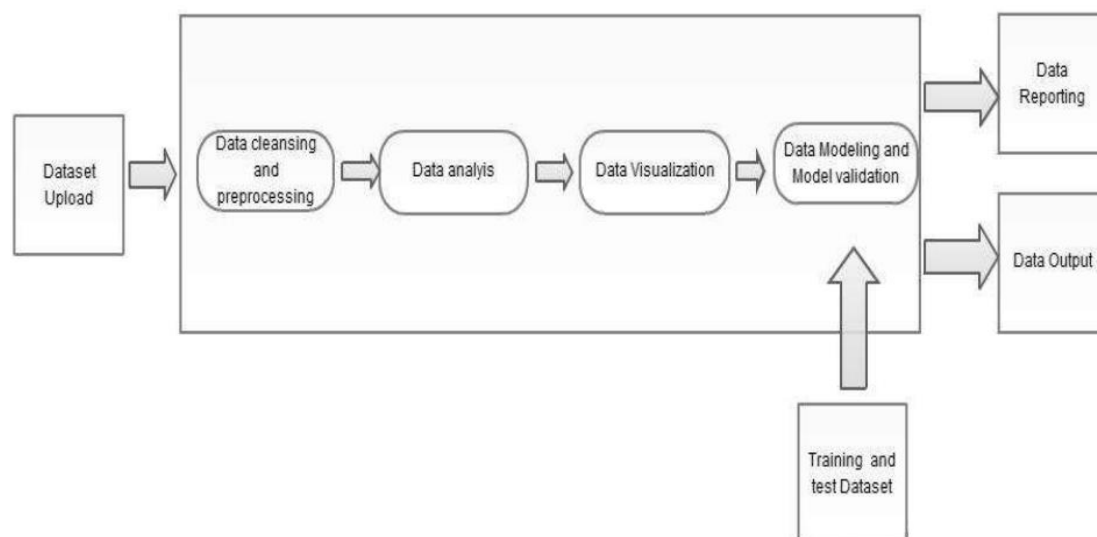 Dataset
Upload
Data cleansing
and
preprocessing
Data analyis
Data Visualization
Data Modeling and
Model validation
Data
Reporting
Data Output
Training and
test Dataset